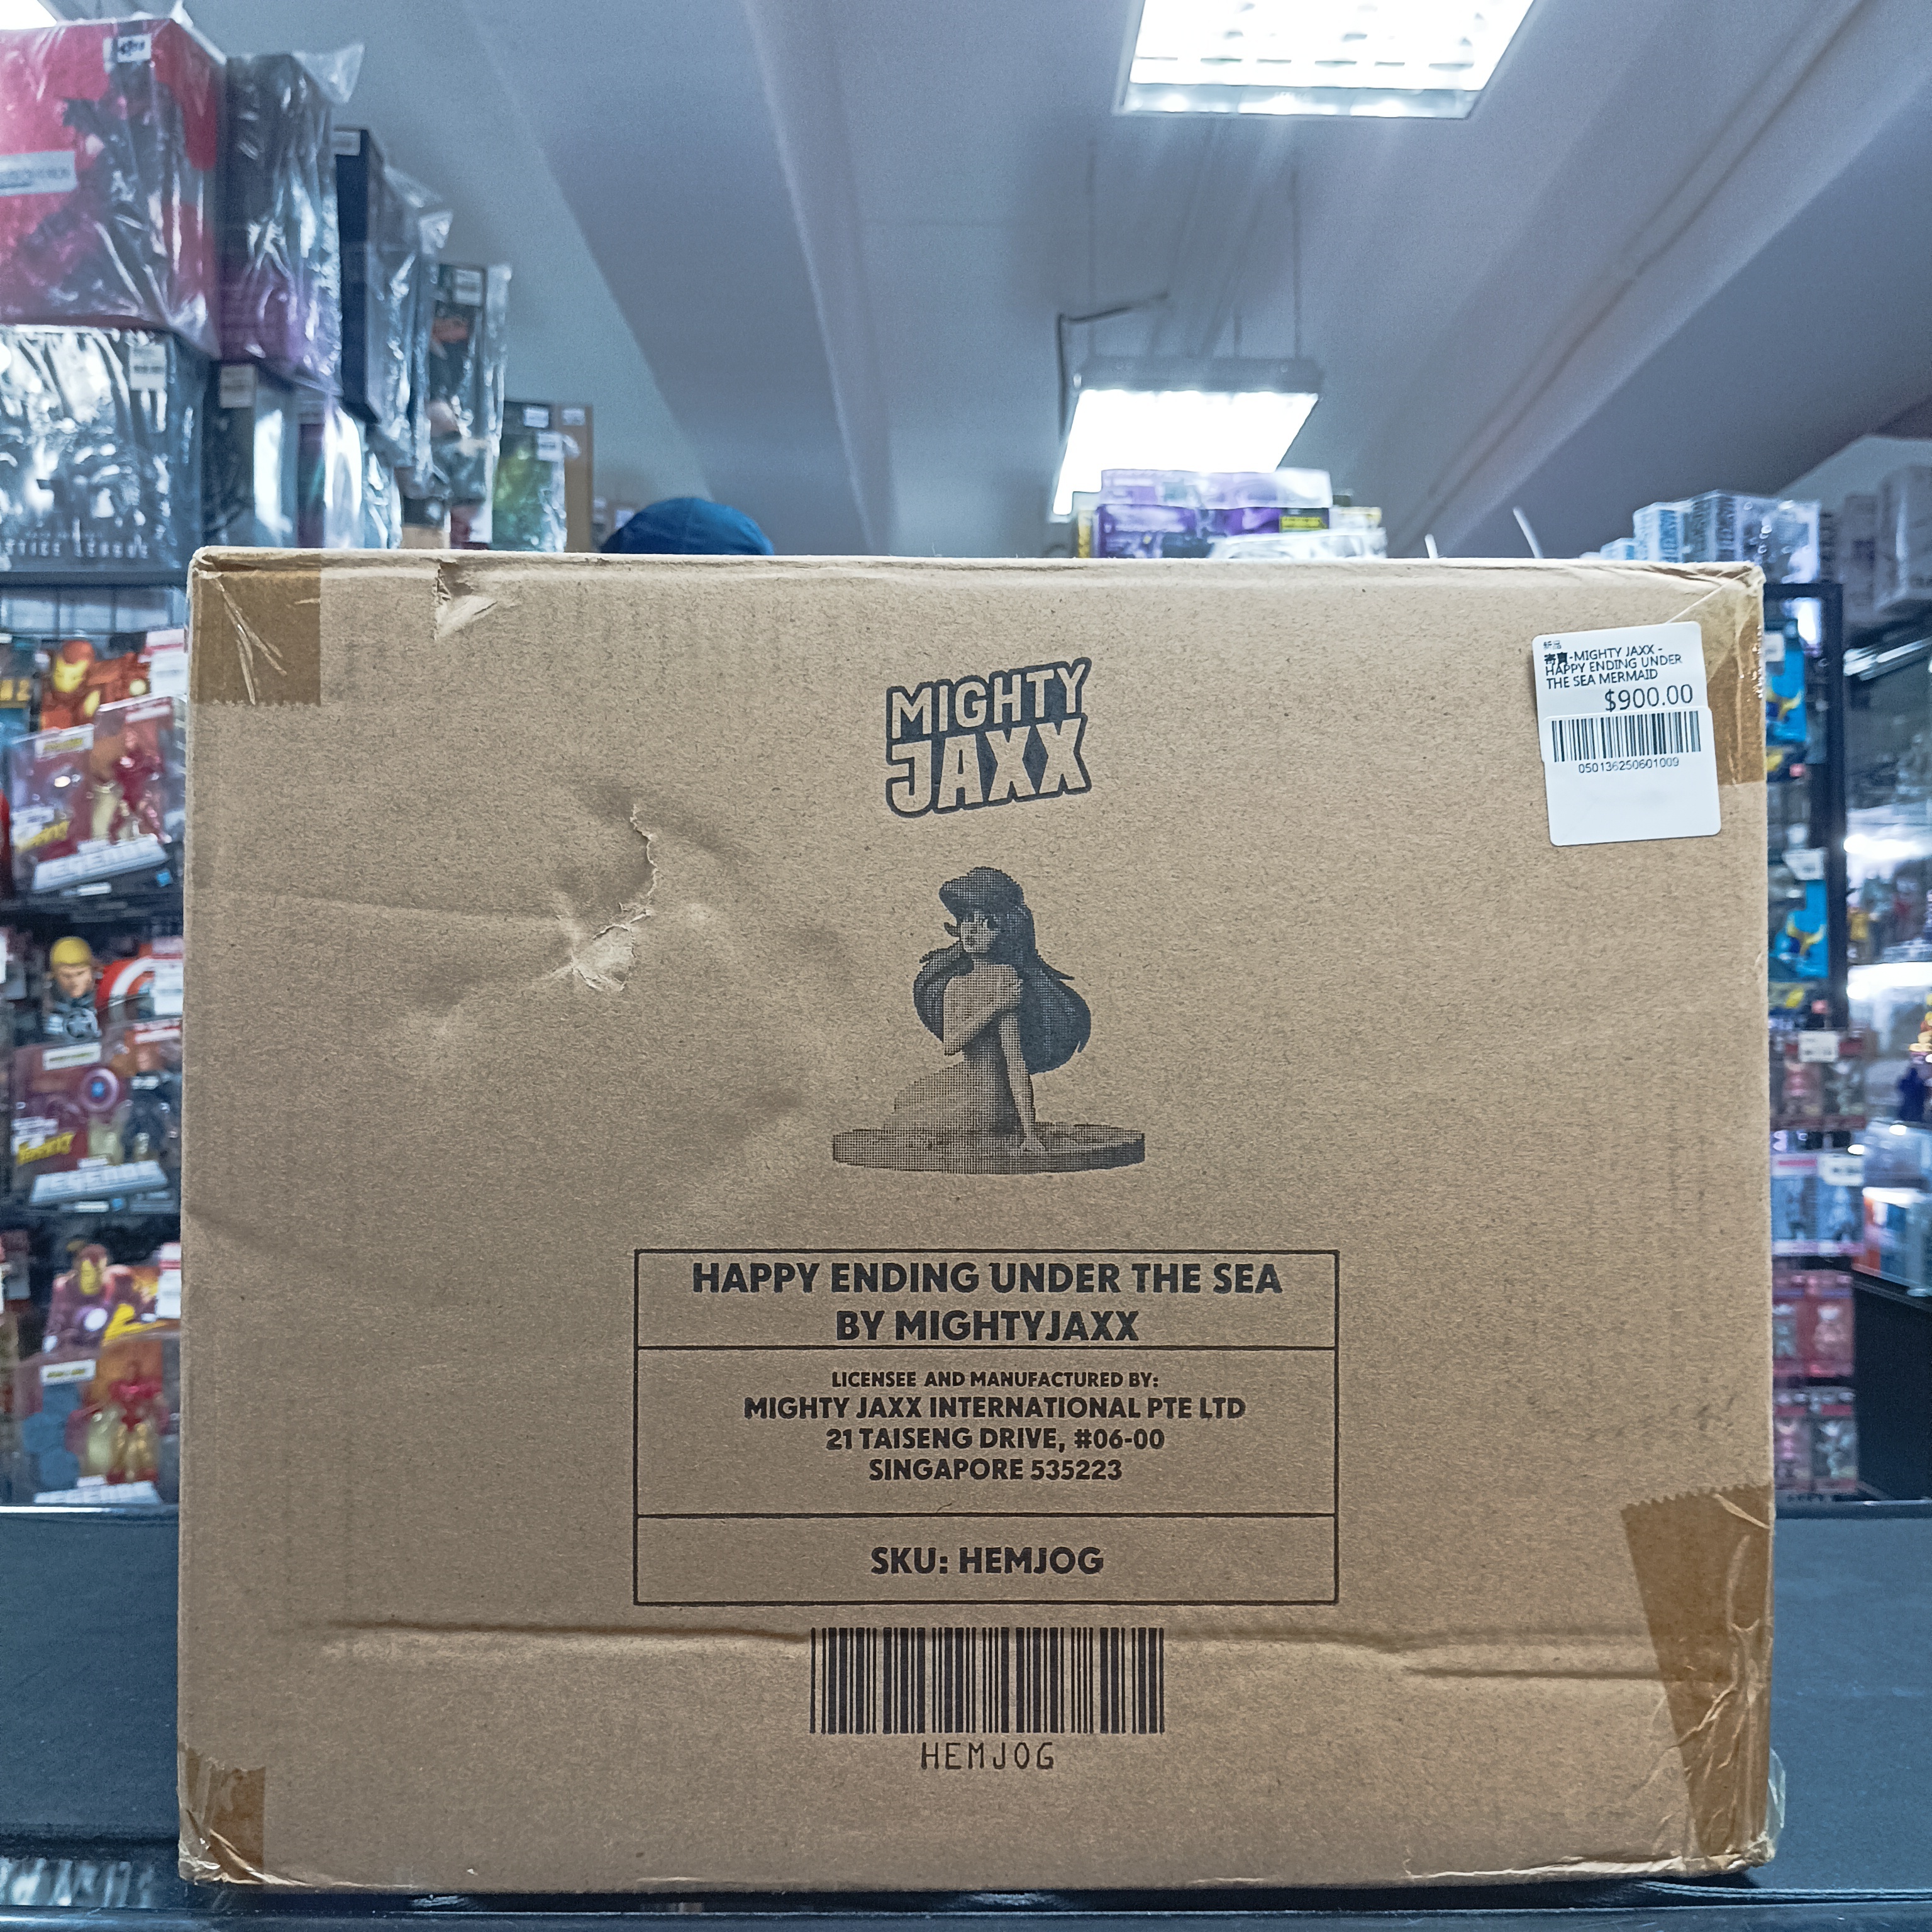 MIGHTY
JAXX
新品
寄賣-MIGHTY JAXX -
HAPPY ENDING UNDER
THE SEA MERMAID
$900.00
050136250601009
HAPPY ENDING UNDER THE SEA
BY MIGHTYJAXX
LICENSEE AND MANUFACTURED BY:
MIGHTY JAXX INTERNATIONAL PTE LTD
21 TAISENG DRIVE, #06-00
SINGAPORE 535223
SKU: HEMJOG
HEMJOG